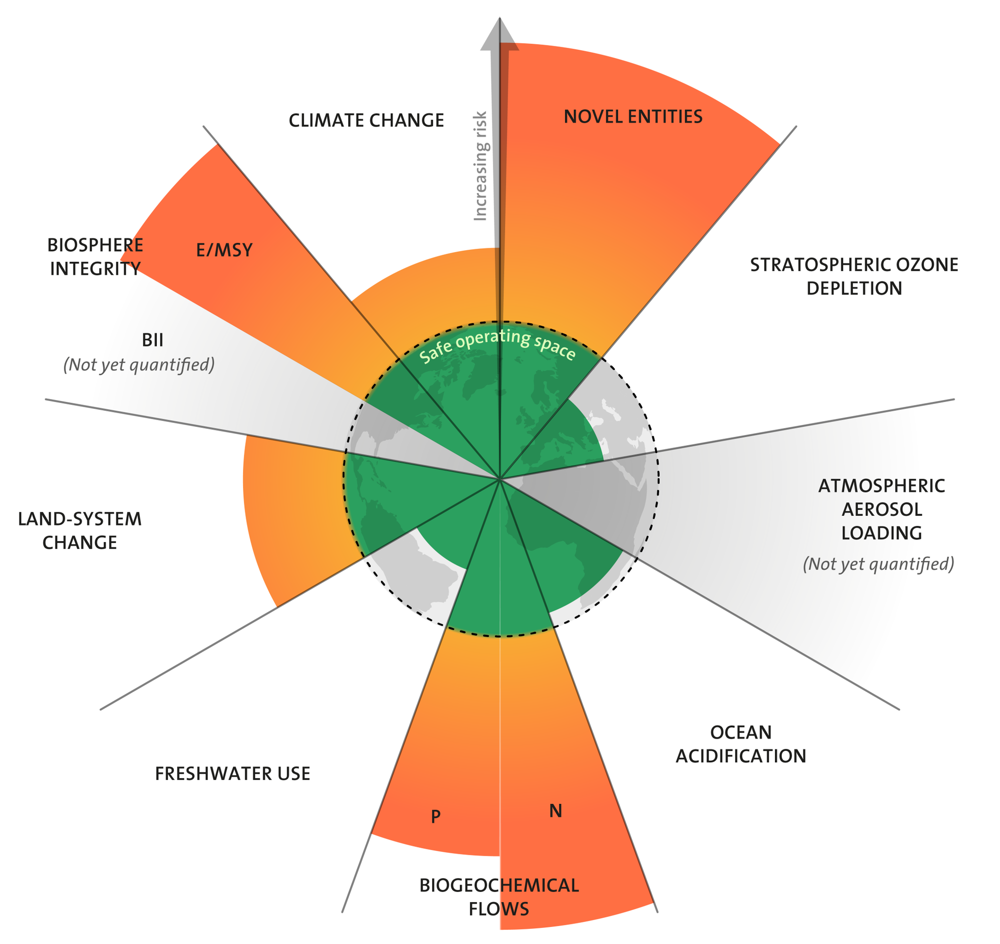 CLIMATE CHANGE
Increasing risk
NOVEL ENTITIES
STRATOSPHERIC OZONE
DEPLETION
BIOSPHERE
INTEGRITY
E/MSY
BII
(Not yet quantified)
Safe operating space
ATMOSPHERIC
AEROSOL
LOADING
(Not yet quantified)
LAND-SYSTEM
CHANGE
OCEAN
ACIDIFICATION
FRESHWATER USE
P
N
BIOGEOCHEMICAL
FLOWS